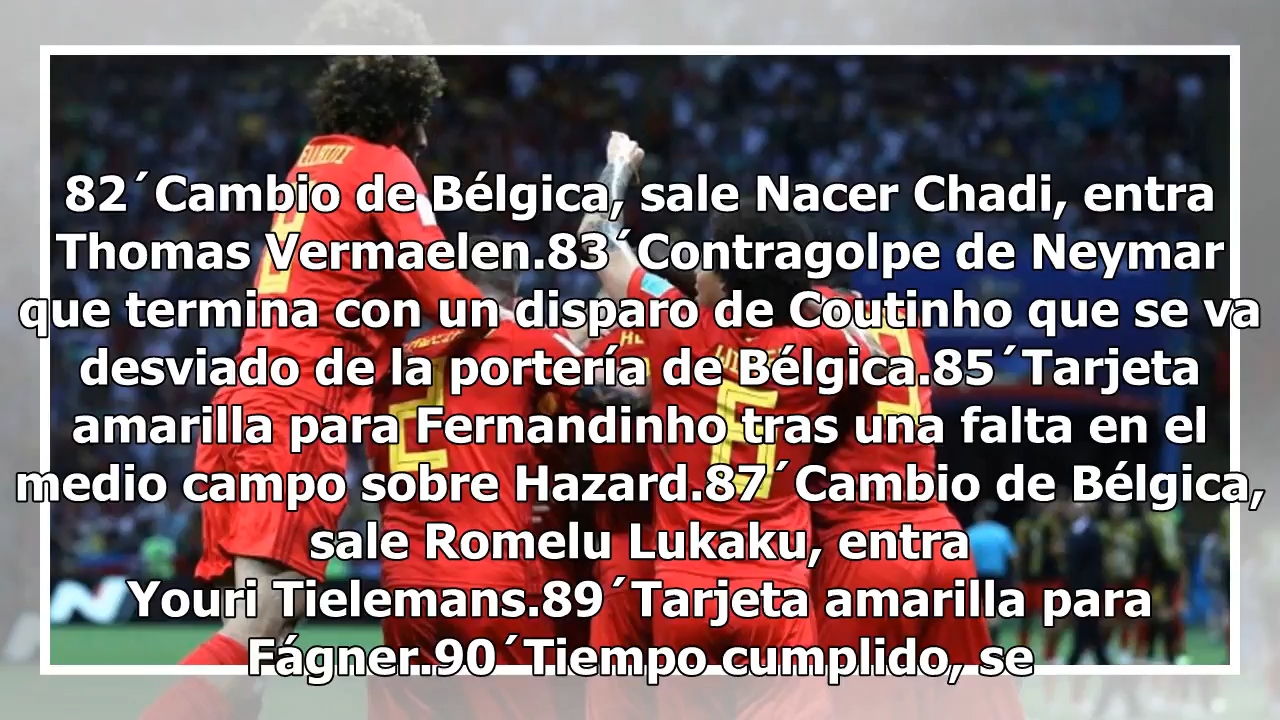 82´Cambio de Bélgica, sale Nacer Chadi, entra
Thomas Vermaelen.83´Contragolpe de Neymar
que termina con un disparo de Coutinho que se va
desviado de la portería de Bélgica.85´Tarjeta
amarilla para Fernandinho tras una falta en el
medio campo sobre Hazard.87´Cambio de Bélgica,
sale Romelu Lukaku, entra
Youri Tielemans.89´Tarjeta amarilla para
Fágner.90´Tiempo cumplido, se
2